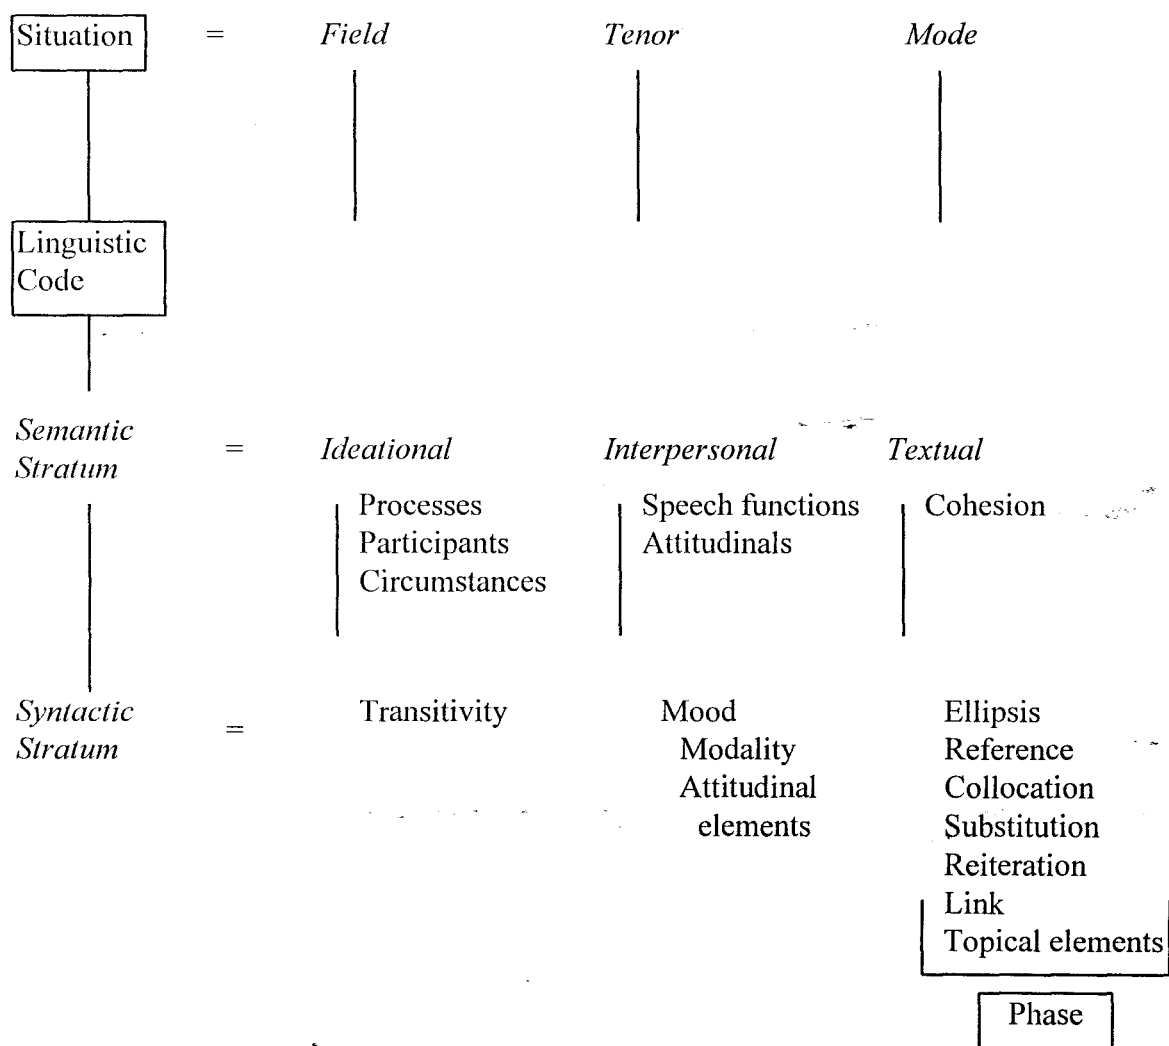 Situation = Field Tenor Mode
Linguistic
Code
Semantic
Stratum = Ideational Interpersonal Textual
Processes Speech functions Cohesion
Participants Attitudinals
Circumstances
Syntactic Transitivity Mood Ellipsis
Stratum = Modality Reference
Attitudinal Collocation
elements Substitution
Reiteration
Link
Topical elements
Phase